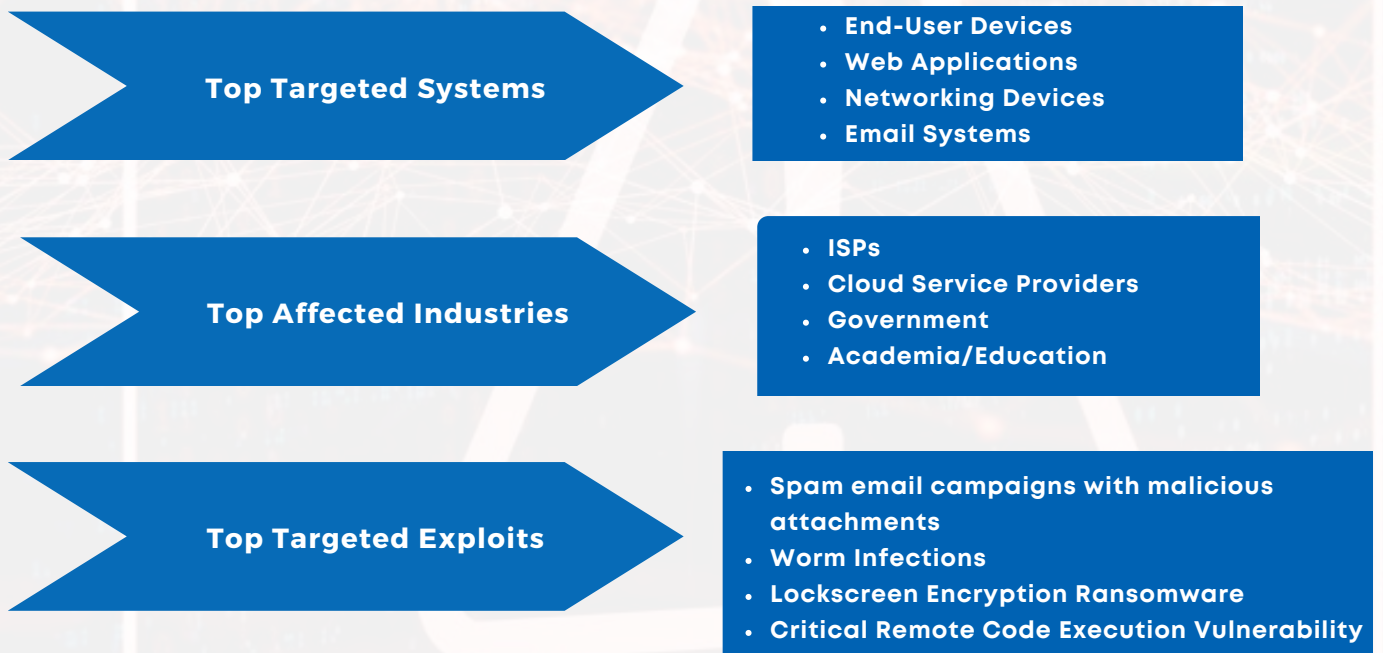 Top Targeted Systems
• End-User Devices
• Web Applications
• Networking Devices
• Email Systems
Top Affected Industries
• ISPs
• Cloud Service Providers
• Government
• Academia/Education
Top Targeted Exploits
• Spam email campaigns with malicious
attachments
• Worm Infections
• Lockscreen Encryption Ransomware
• Critical Remote Code Execution Vulnerability